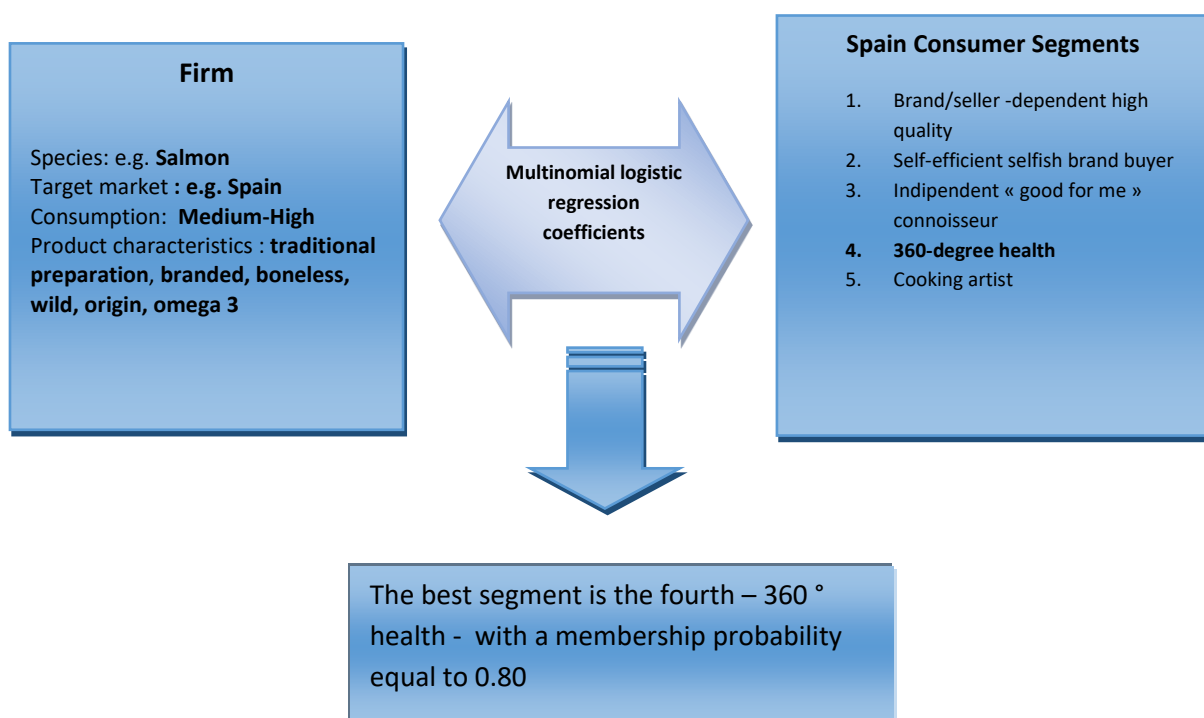 Firm
Species: e.g. Salmon
Target market : e.g. Spain
Consumption: Medium-High
Product characteristics : traditional
preparation, branded, boneless,
wild, origin, omega 3
Multinomial logistic
regression
coefficients
Spain Consumer Segments
1. Brand/seller -dependent high
quality
2. Self-efficient selfish brand buyer
3. Indipendent « good for me »
connoisseur
4. 360-degree health
5. Cooking artist
The best segment is the fourth – 360 °
health - with a membership probability
equal to 0.80